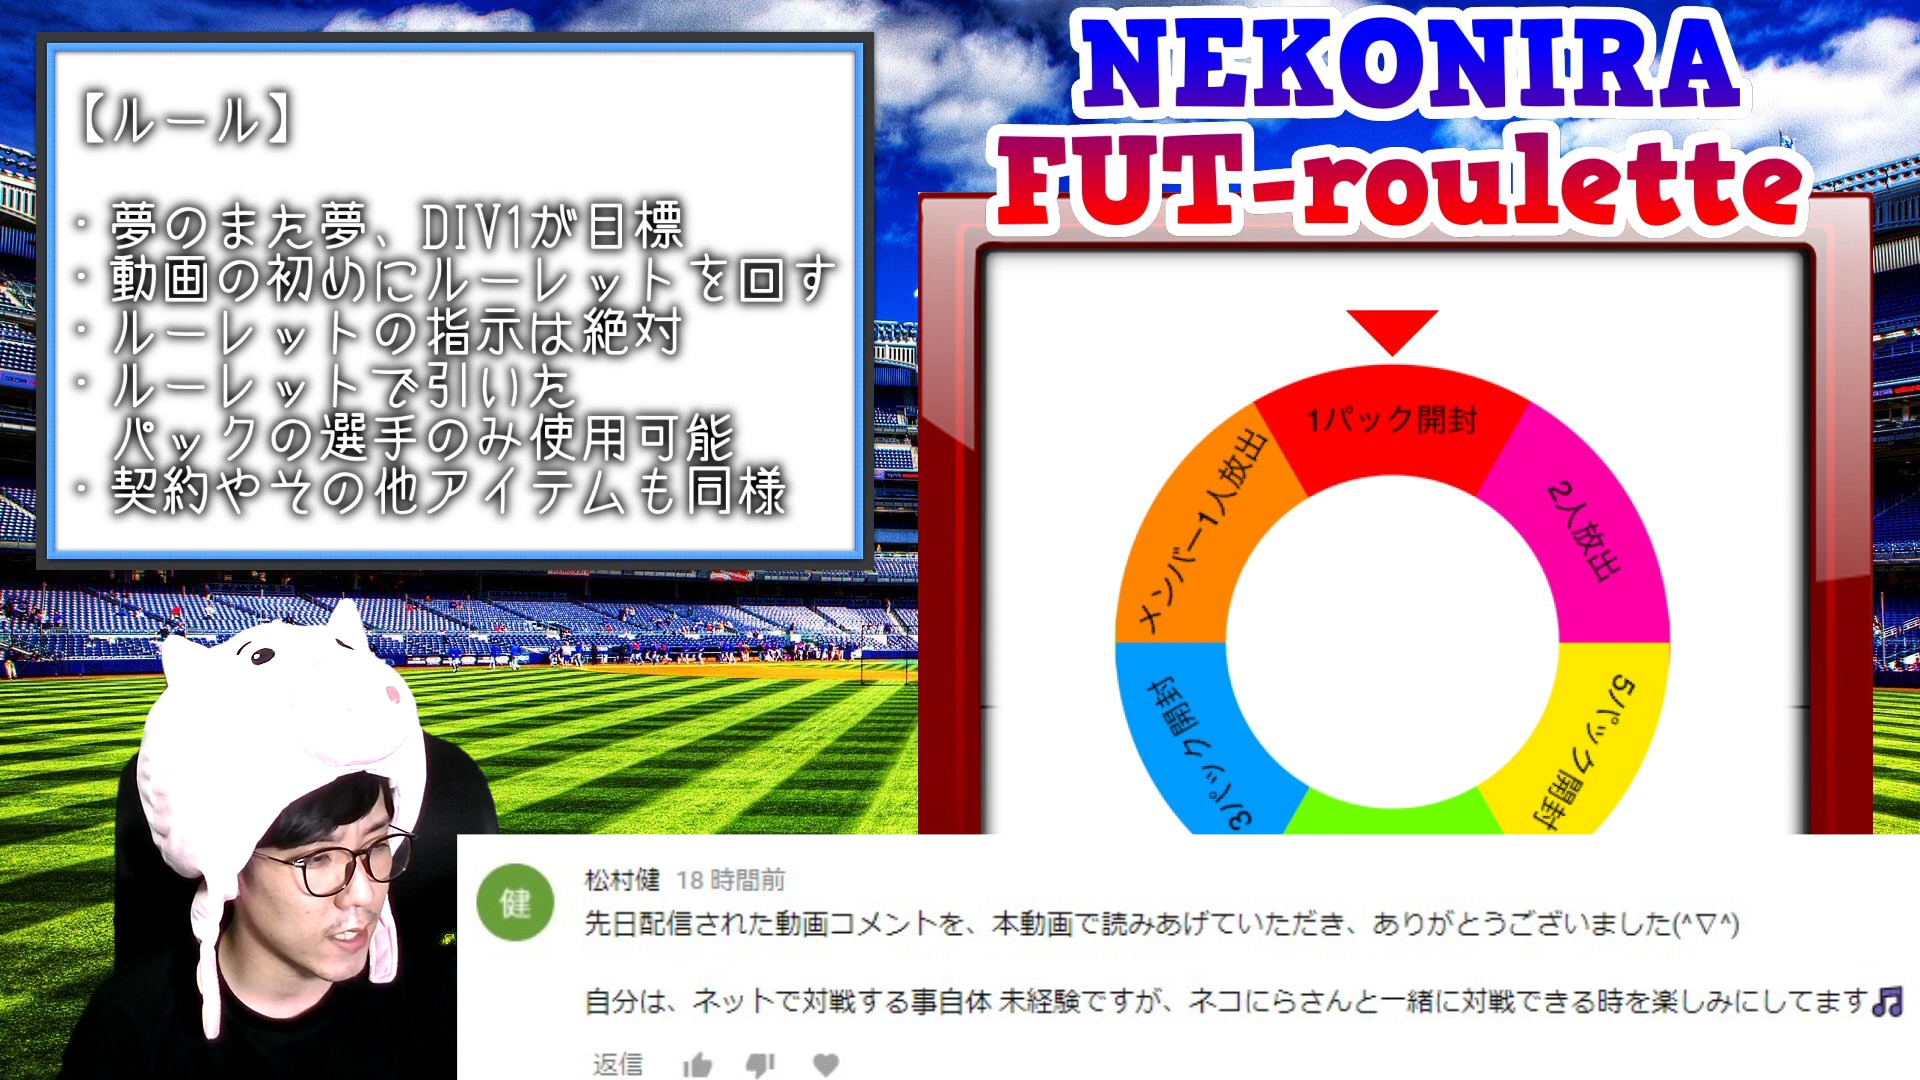 【ルール】
・夢のまた夢、DIV1が目標
・動画の初めにルーレットを回す
・ルーレットの指示は絶対
・ルーレットで引いた
パックの選手のみ使用可能
・契約やその他アイテムも同様
NEKONIRA
FUT-roulette
1パック開封
2人放出
5パック開封
3パック開封
メンバー1人放出
健
松村健 18 時間前
先日配信された動画コメントを、本動画で読みあげていただき、ありがとうございました(^▽^)
自分は、ネットで対戦する事自体 未経験ですが、ネコにらさんと一緒に対戦できる時を楽しみにしてます🎵
返信